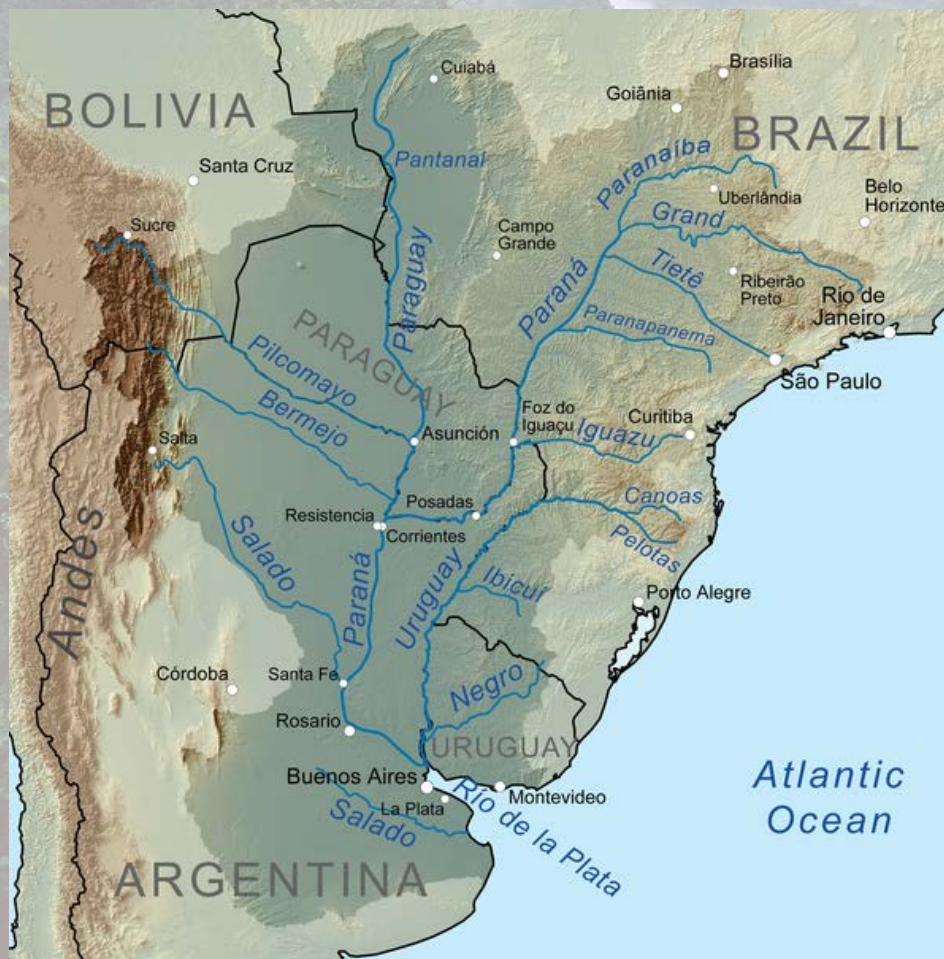 Brasília
Cuiabá
Goiânia
BOLIVIA
BRAZIL
Pantanal
Paranaíba
Santa Cruz
Uberlândia
Belo
Horizonte
Grand
Sucre
Campo
Grande
Tietê
Ribeirão
Preto
Paraguay
Paraná
Río de
Janeiro
Paranapanema
PARAGUAY
Pilcomayo
São Paulo
Bermejo
Foz do
Iguaçu
Curitiba
Asunción
Iguazu
Salta
Canoas
Posadas
Resistencia
Corrientes
Pelotas
Salado
Ibicuí
Andes
Paraná
Uruguay
Porto Alegre
Santa Fe
Córdoba
Negro
Rosario
URUGUAY
Buenos Aires
Atlantic
Ocean
La Plata
Montevideo
Río de la Plata
Salado
ARGENTINA